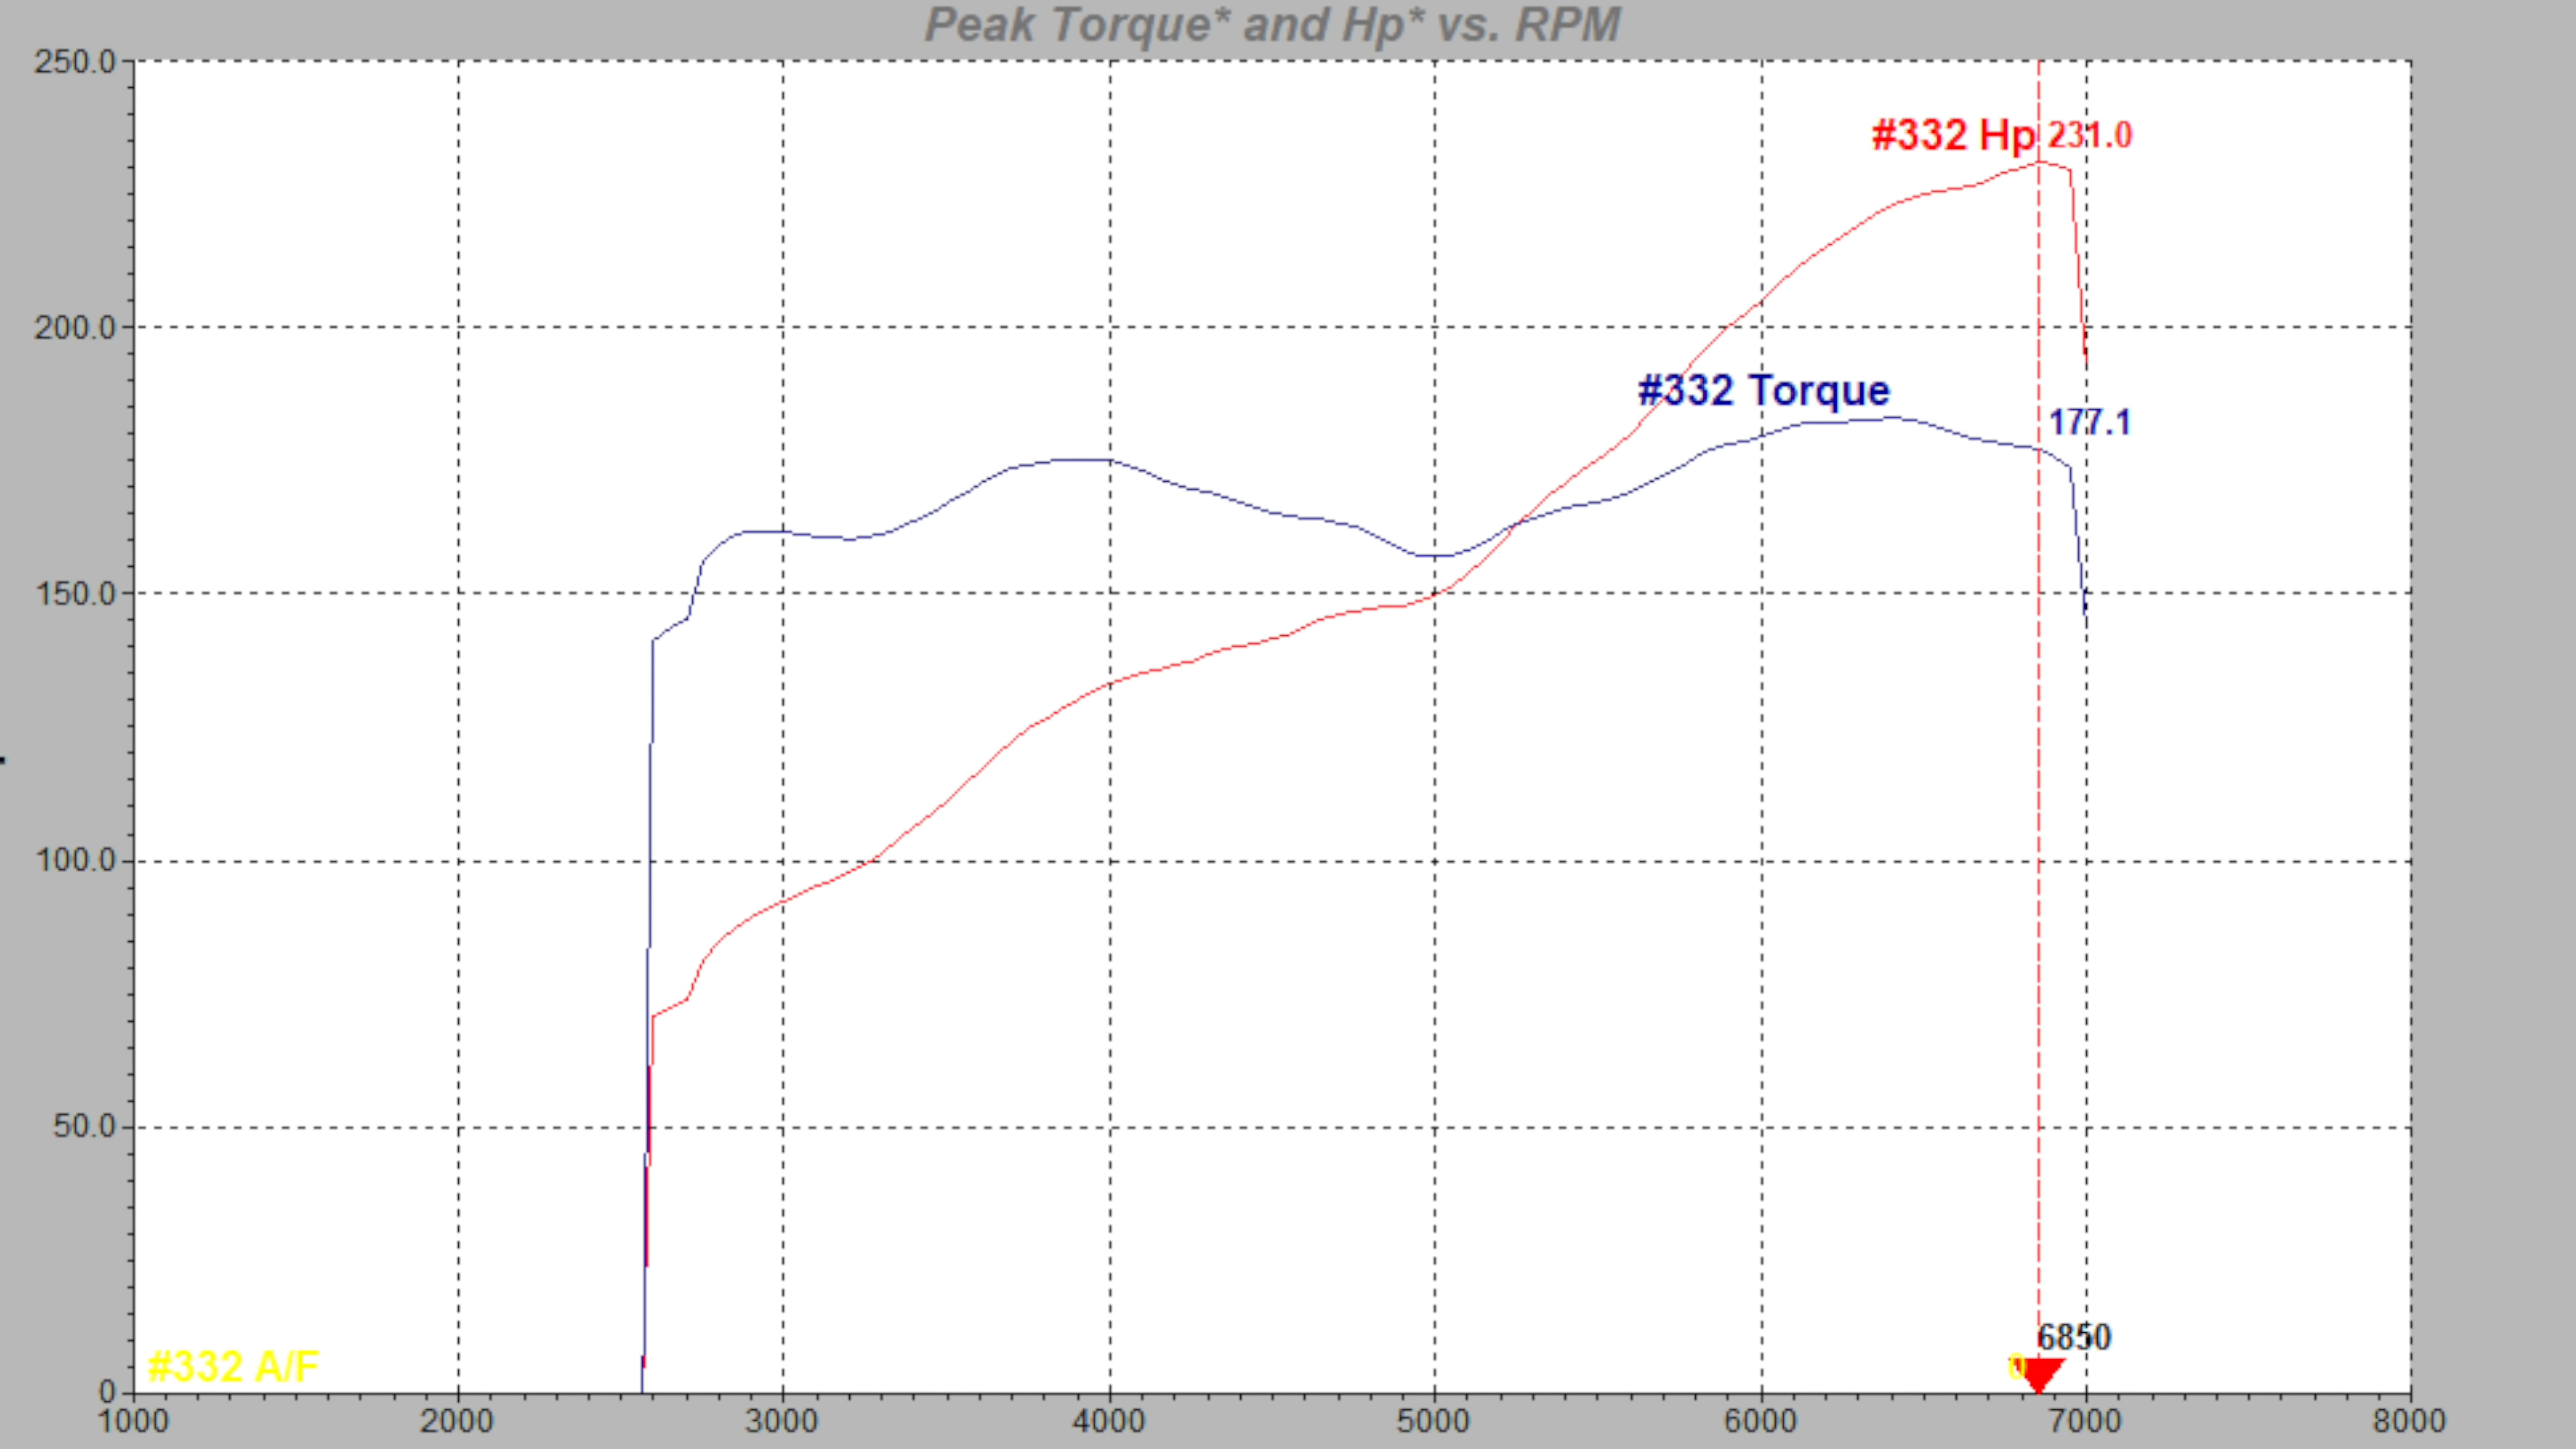 Peak Torque* and Hp* vs. RPM
250.0
#332 Hp 231.0
200.0
#332 Torque
177.1
150.0
100.0
50.0
6850
#332 A/F
0
0
1000 2000 3000 4000 5000 6000 7000 8000